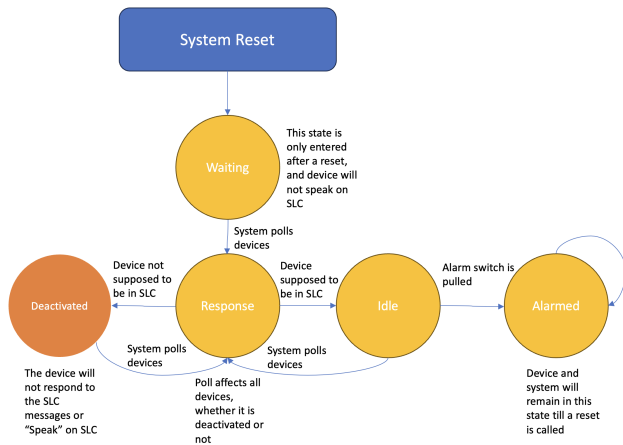 System Reset
Waiting
This state is
only entered
after a reset,
and device will
not speak on
SLC
System polls
devices
Device not
supposed to
be in SLC
Device
supposed to
be in SLC
Alarm switch is
pulled
Deactivated
Response
Idle
Alarmed
System polls
devices
System polls
devices
The device will
not respond to
the SLC
messages or
“Speak” on SLC
Poll affects all
devices,
whether it is
deactivated or
not
Device and
system will
remain in this
state till a reset
is called